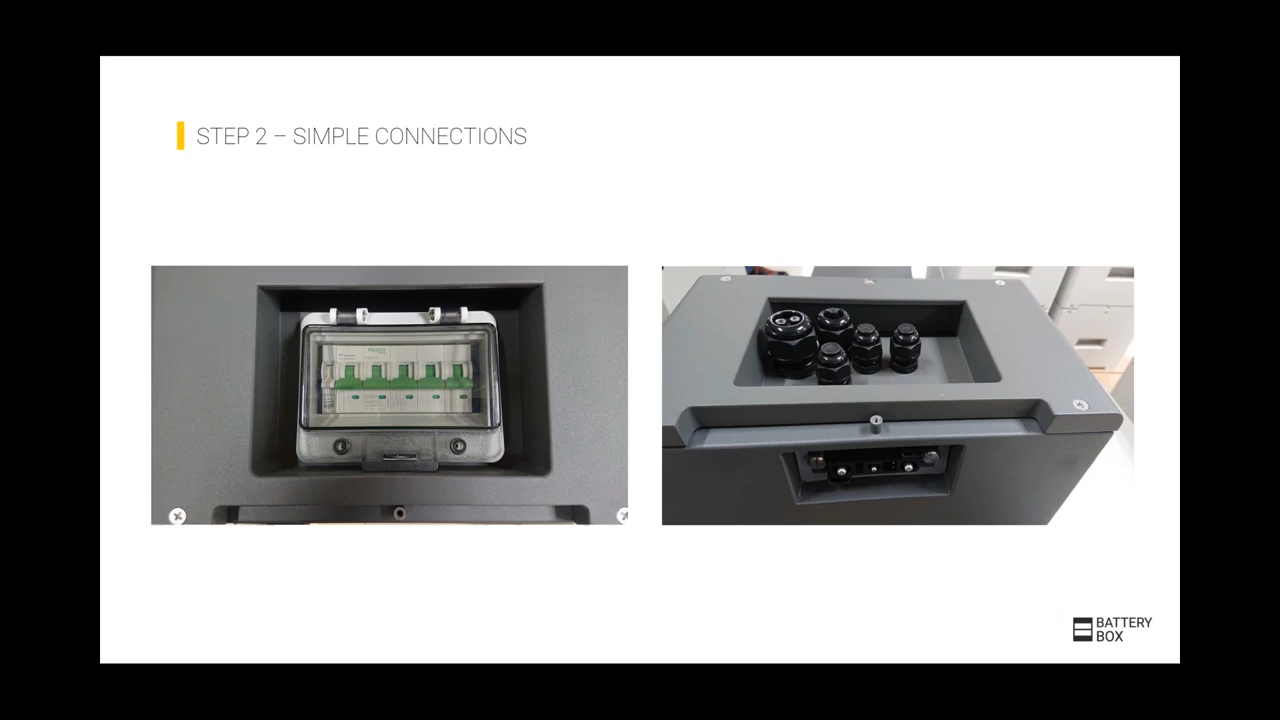 STEP 2 – SIMPLE CONNECTIONS
BATTERY
BOX